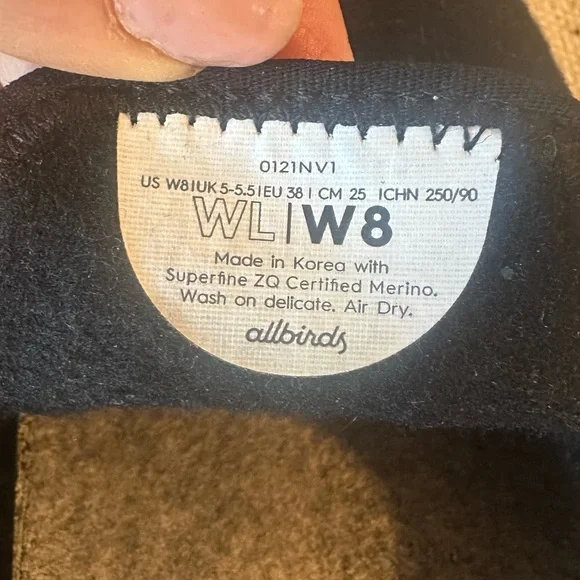 0121NV1
US W8|UK 5-5.5|EU 38 | CM 25 |CHN 250/90
WL|W8
Made in Korea with
Superfine ZQ Certified Merino.
Wash on delicate. Air Dry.
allbirds